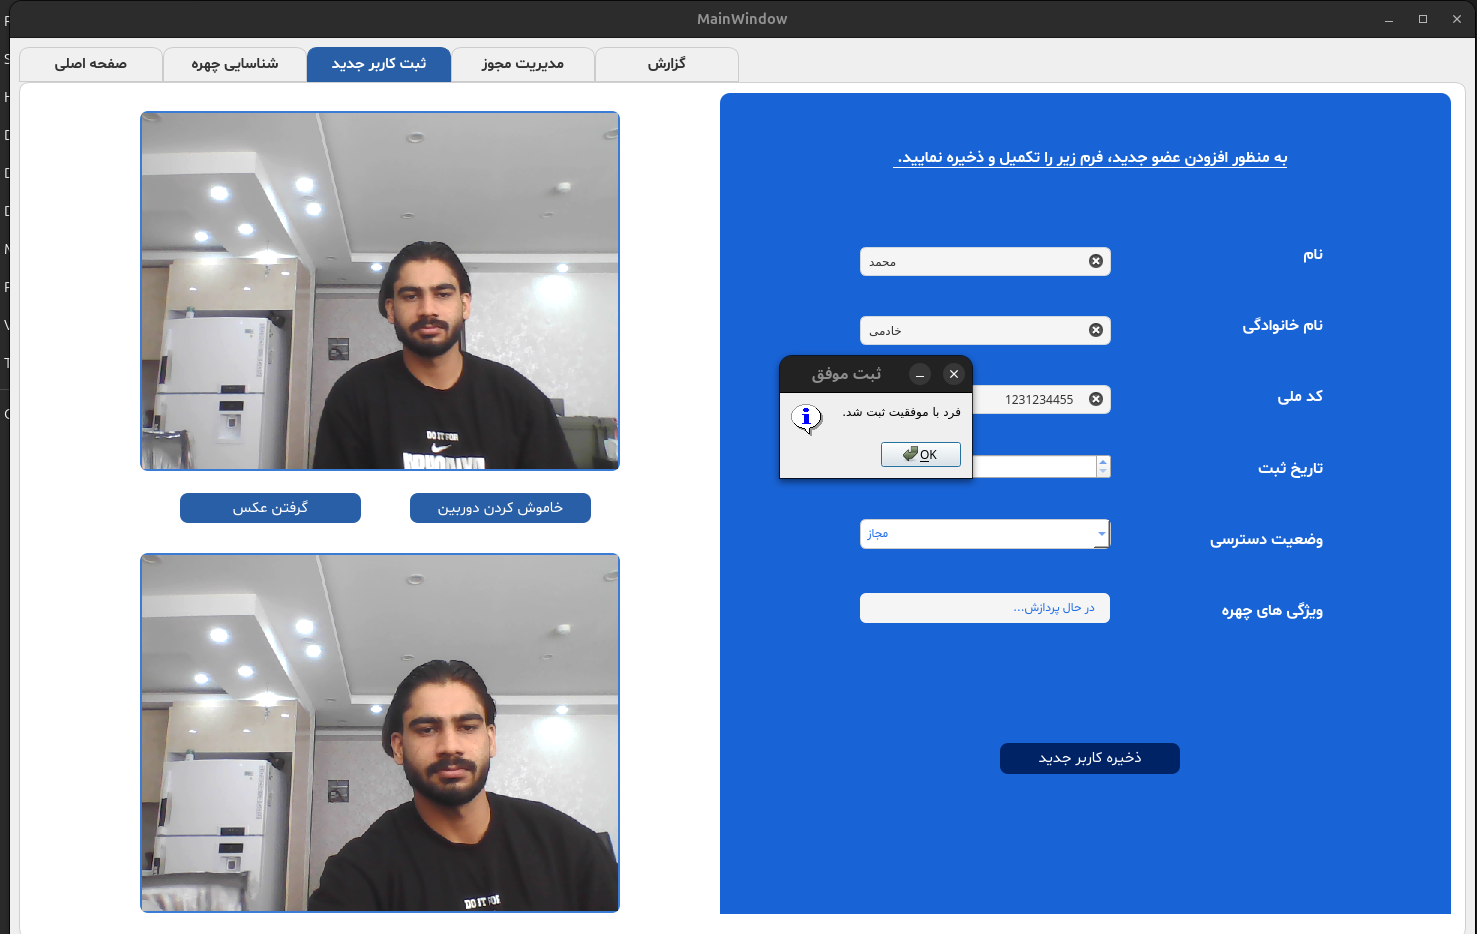 MainWindow
صفحه اصلی
شناسایی چهره
ثبت کاربر جدید
مدیریت مجوز
گزارش
به منظور افزودن عضو جدید، فرم زیر را تکمیل و ذخیره نمایید.
نام
محمد
نام خانوادگی
خادمی
کد ملی
1231234455
تاریخ ثبت
وضعیت دسترسی
مجاز
ویژگی های چهره
در حال پردازش...
ذخیره کاربر جدید
ثبت موفق
فرد با موفقیت ثبت شد.
OK
DO IT FOR
گرفتن عکس
خاموش کردن دوربین
DO IT FOR